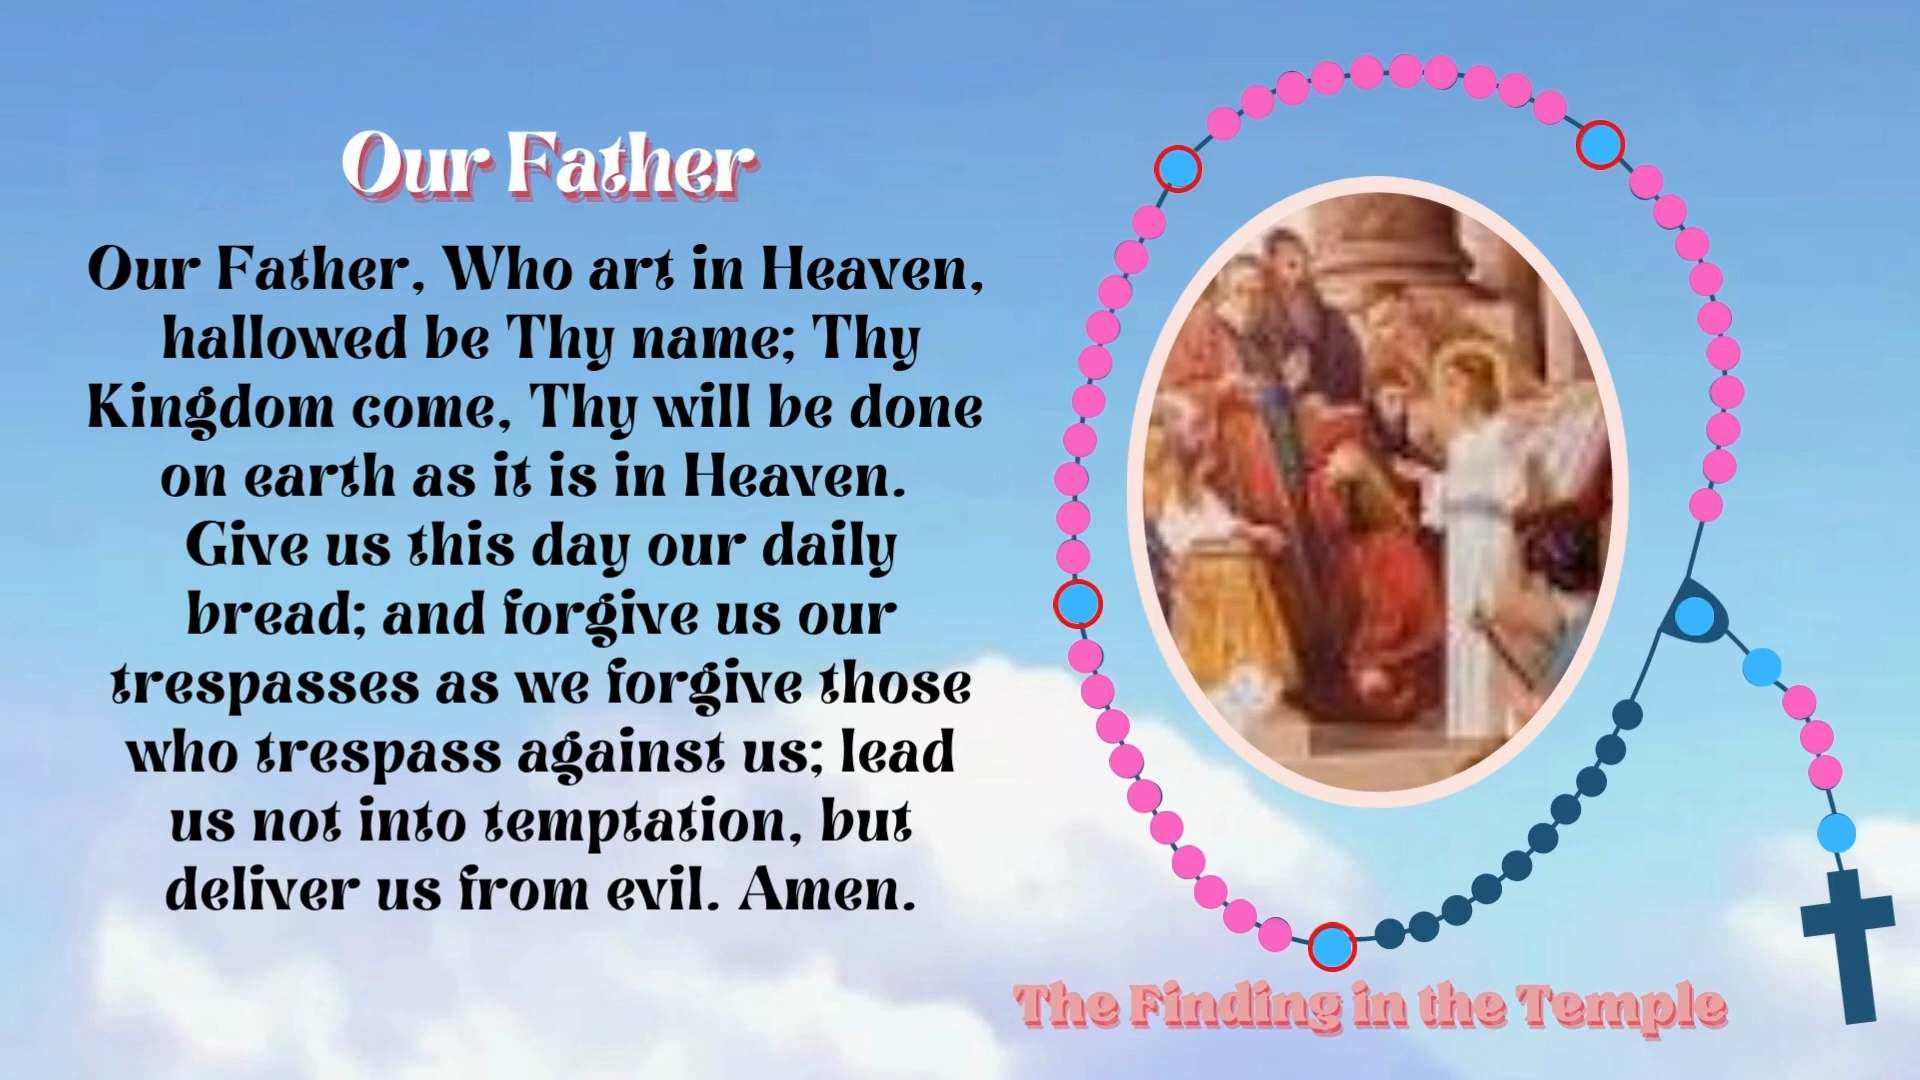 Our Father
Our Father, Who art in Heaven,
hallowed be Thy name; Thy
Kingdom come, Thy will be done
on earth as it is in Heaven.
Give us this day our daily
bread; and forgive us our
trespasses as we forgive those
who trespass against us; lead
us not into temptation, but
deliver us from evil. Amen.
The Finding in the Temple